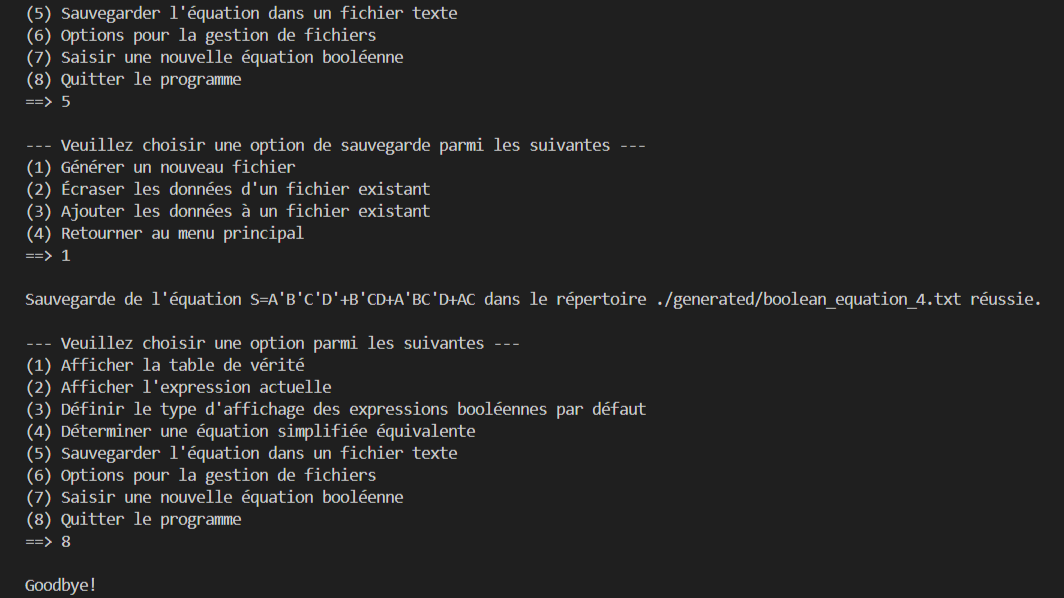 (5) Sauvegarder l'équation dans un fichier texte
(6) Options pour la gestion de fichiers
(7) Saisir une nouvelle équation booléenne
(8) Quitter le programme
==> 5
--- Veuillez choisir une option de sauvegarde parmi les suivantes ---
(1) Générer un nouveau fichier
(2) Écraser les données d'un fichier existant
(3) Ajouter les données à un fichier existant
(4) Retourner au menu principal
==> 1
Sauvegarde de l'équation S=A'B'C'D'+B'CD+A'BC'D+AC dans le répertoire ./generated/boolean_equation_4.txt réussie.
--- Veuillez choisir une option parmi les suivantes ---
(1) Afficher la table de vérité
(2) Afficher l'expression actuelle
(3) Définir le type d'affichage des expressions booléennes par défaut
(4) Déterminer une équation simplifiée équivalente
(5) Sauvegarder l'équation dans un fichier texte
(6) Options pour la gestion de fichiers
(7) Saisir une nouvelle équation booléenne
(8) Quitter le programme
==> 8
Goodbye!